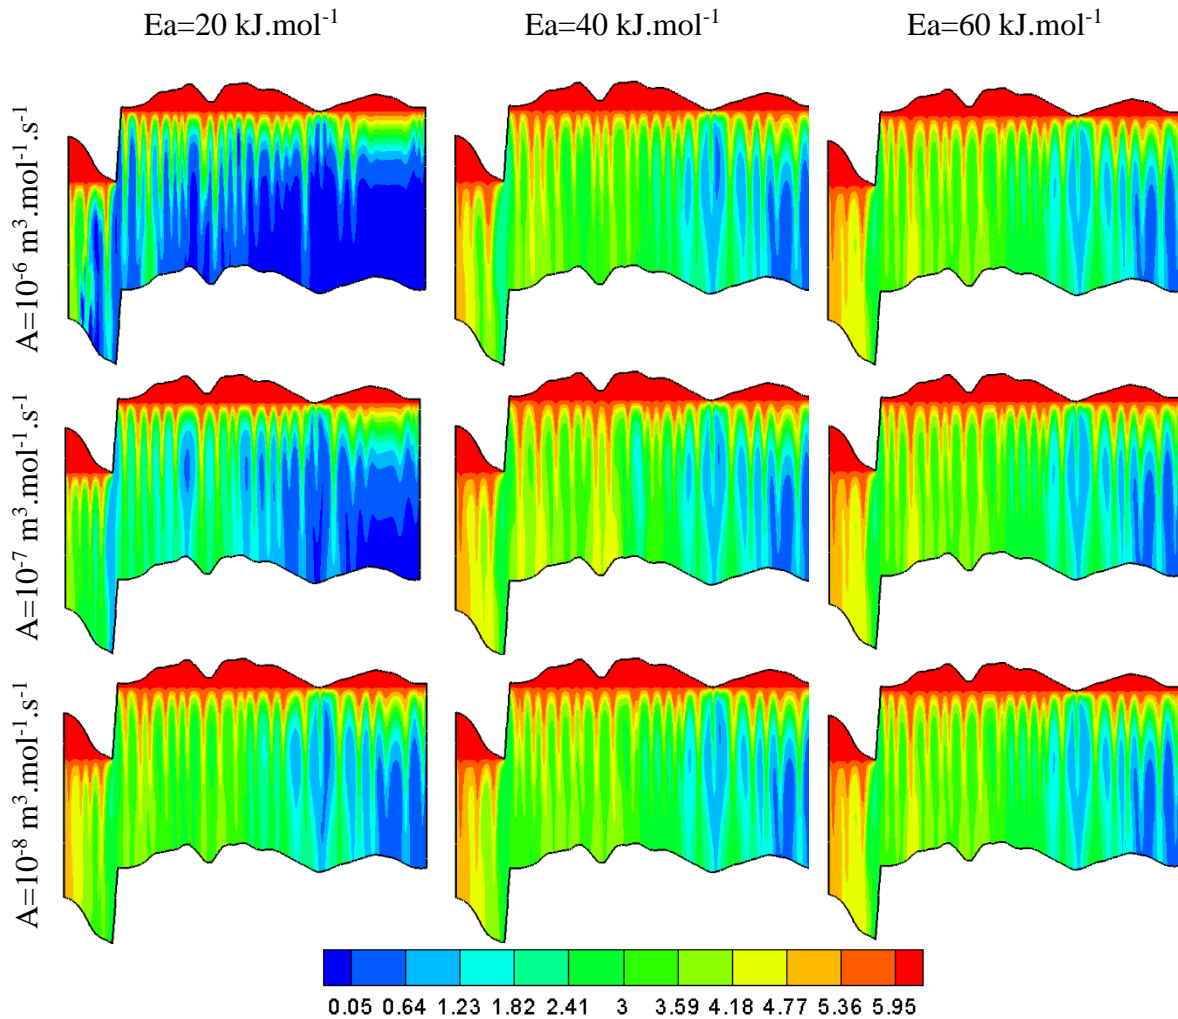 Ea=20 kJ.mol⁻¹ Ea=40 kJ.mol⁻¹ Ea=60 kJ.mol⁻¹
A=10⁻⁶ m³.mol⁻¹.s⁻¹
A=10⁻⁷ m³.mol⁻¹.s⁻¹
A=10⁻⁸ m³.mol⁻¹.s⁻¹
0.05 0.64 1.23 1.82 2.41 3 3.59 4.18 4.77 5.36 5.95